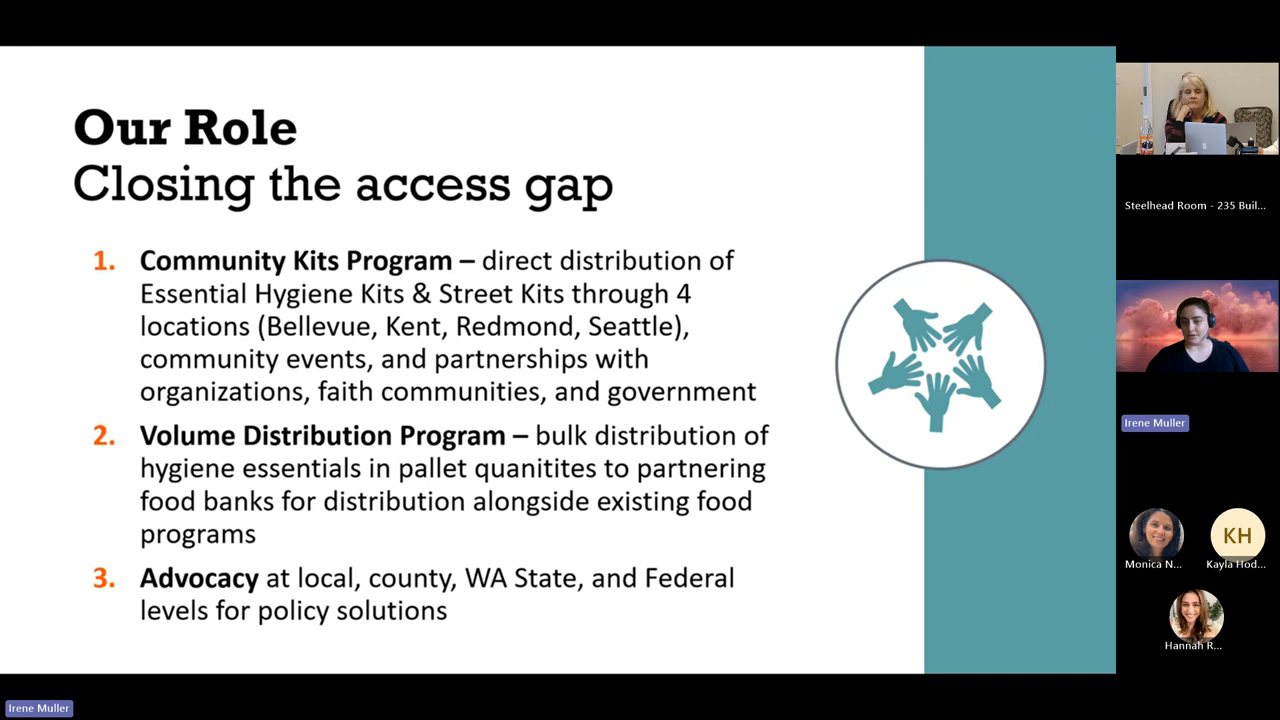 Our Role
Closing the access gap
1. Community Kits Program – direct distribution of
Essential Hygiene Kits & Street Kits through 4
locations (Bellevue, Kent, Redmond, Seattle),
community events, and partnerships with
organizations, faith communities, and government
2. Volume Distribution Program – bulk distribution of
hygiene essentials in pallet quanitites to partnering
food banks for distribution alongside existing food
programs
3. Advocacy at local, county, WA State, and Federal
levels for policy solutions
Steelhead Room - 235 Buil...
Irene Muller
KH
Monica N...
Kayla Hod...
Hannah R...
Irene Muller